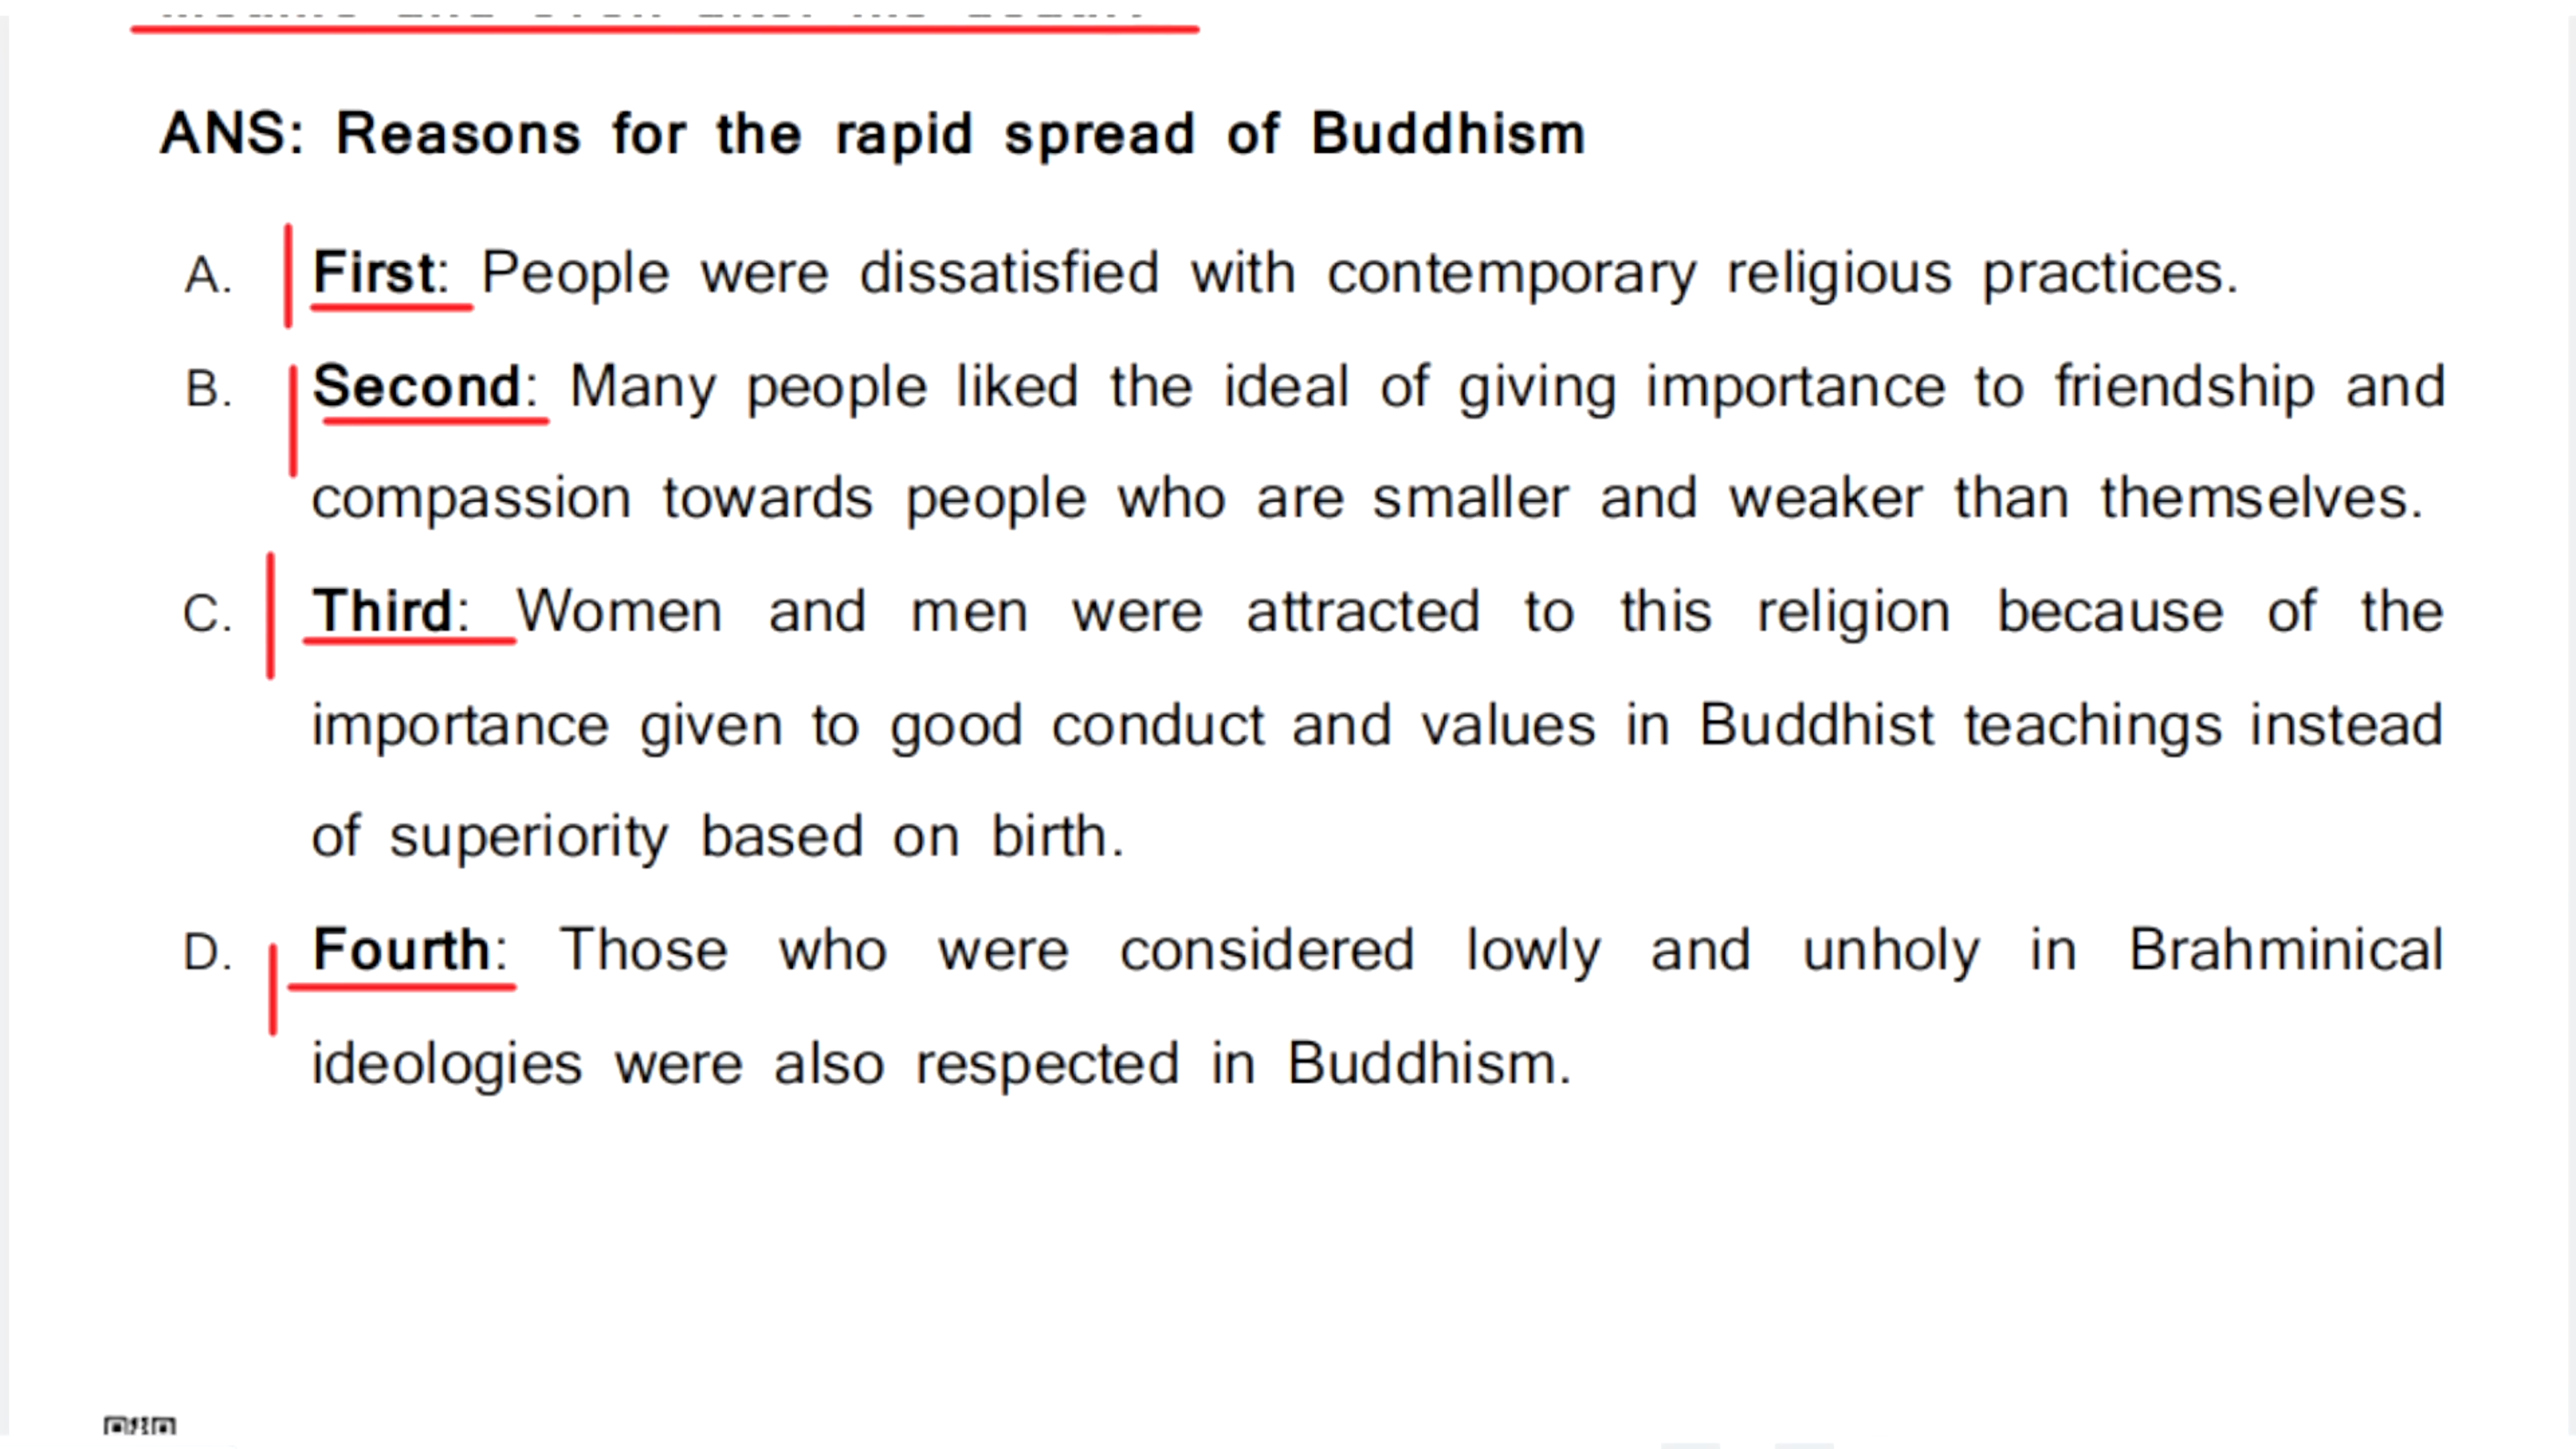 ANS: Reasons for the rapid spread of Buddhism
A. First: People were dissatisfied with contemporary religious practices.
B. Second: Many people liked the ideal of giving importance to friendship and
compassion towards people who are smaller and weaker than themselves.
C. Third: Women and men were attracted to this religion because of the
importance given to good conduct and values in Buddhist teachings instead
of superiority based on birth.
D. Fourth: Those who were considered lowly and unholy in Brahminical
ideologies were also respected in Buddhism.